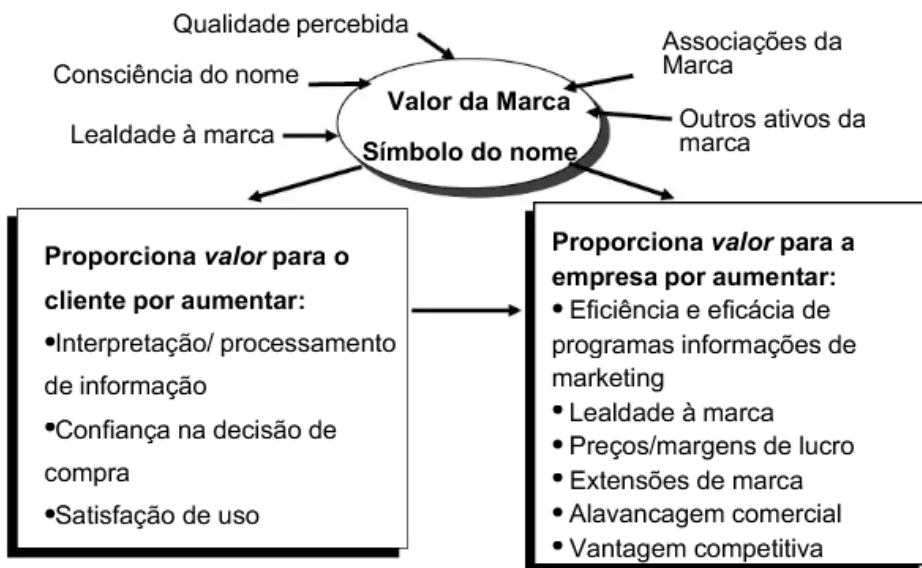 Qualidade percebida
Consciência do nome
Lealdade à marca
Associações da
Marca
Outros ativos da
marca
Valor da Marca
Símbolo do nome
Proporciona valor para o
cliente por aumentar:
•Interpretação/ processamento
de informação
•Confiança na decisão de
compra
•Satisfação de uso
Proporciona valor para a
empresa por aumentar:
• Eficiência e eficácia de
programas informações de
marketing
• Lealdade à marca
• Preços/margens de lucro
• Extensões de marca
• Alavancagem comercial
• Vantagem competitiva